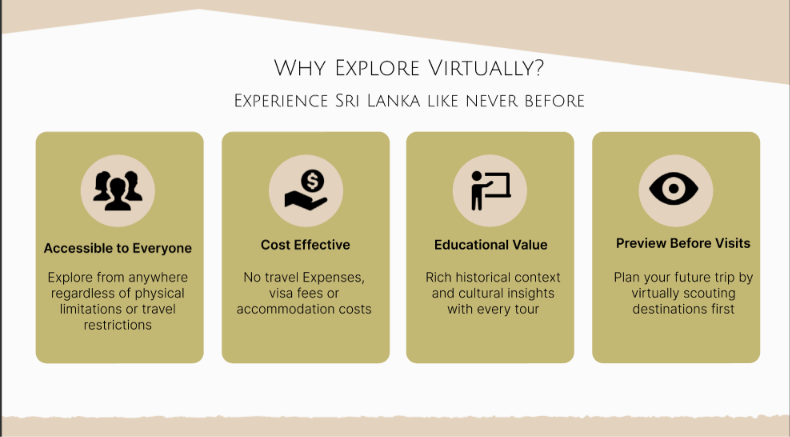 Why Explore Virtually?
Experience Sri Lanka like never before
Accessible to Everyone
Explore from anywhere
regardless of physical
limitations or travel
restrictions
Cost Effective
No travel Expenses,
visa fees or
accommodation costs
Educational Value
Rich historical context
and cultural insights
with every tour
Preview Before Visits
Plan your future trip by
virtually scouting
destinations first